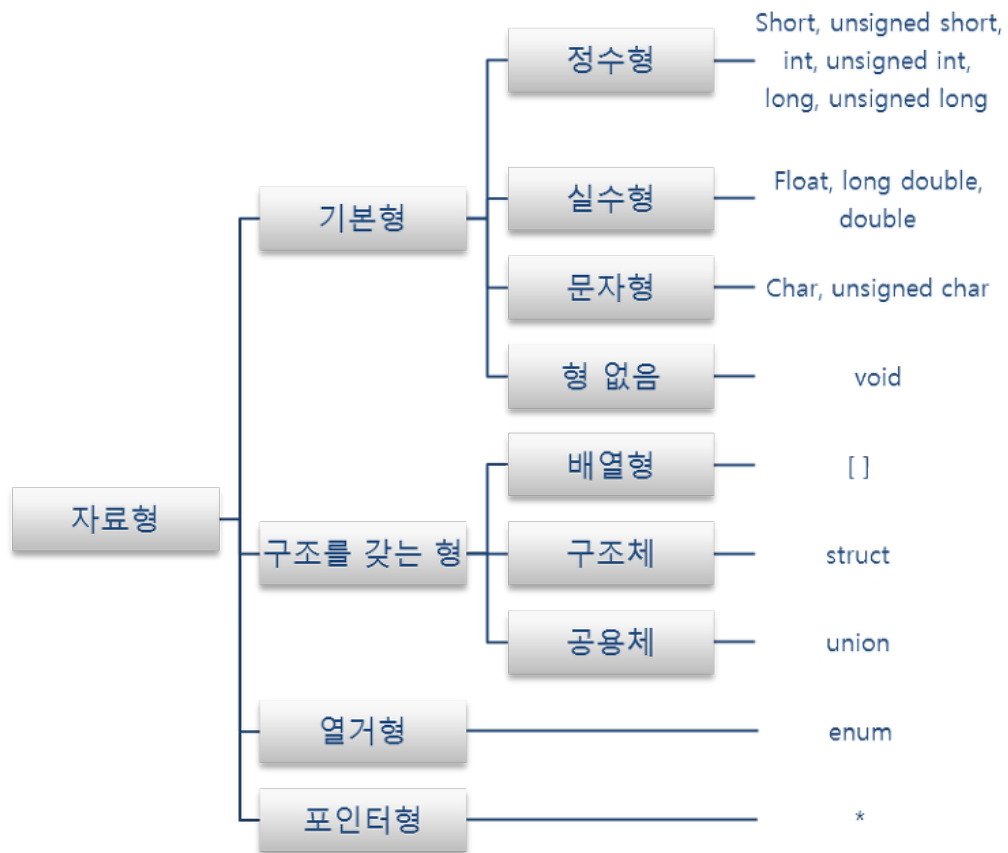 자료형
기본형
정수형
Short, unsigned short,
int, unsigned int,
long, unsigned long
실수형
Float, long double,
double
문자형
Char, unsigned char
형 없음
void
구조를 갖는 형
배열형
[ ]
구조체
struct
공용체
union
열거형
enum
포인터형
*